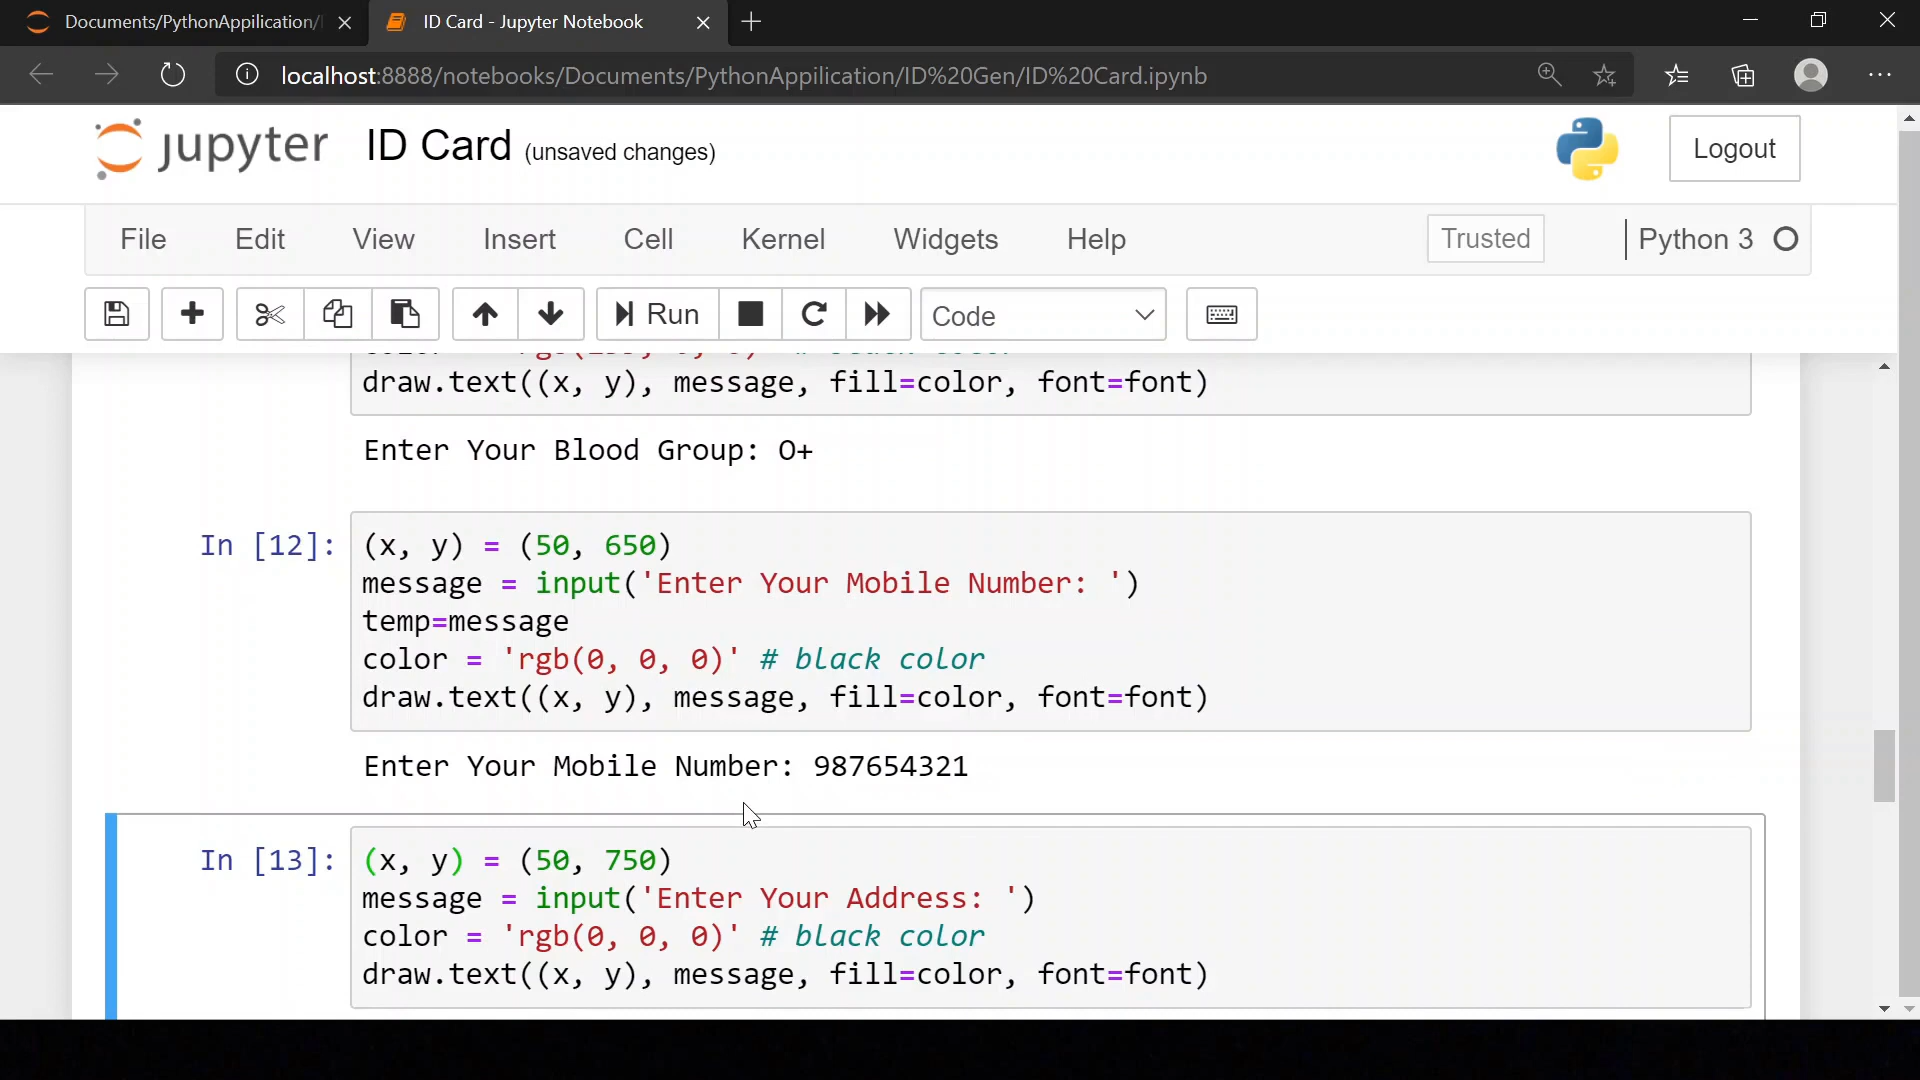 Documents/PythonAppilication/
ID Card - Jupyter Notebook
localhost:8888/notebooks/Documents/PythonAppilication/ID%20Gen/ID%20Card.ipynb
jupyter ID Card (unsaved changes)
Logout
File Edit View Insert Cell Kernel Widgets Help Trusted Python 3
Run Code
draw.text((x, y), message, fill=color, font=font)
Enter Your Blood Group: O+
In [12]: (x, y) = (50, 650)
message = input('Enter Your Mobile Number: ')
temp=message
color = 'rgb(0, 0, 0)' # black color
draw.text((x, y), message, fill=color, font=font)
Enter Your Mobile Number: 987654321
In [13]: (x, y) = (50, 750)
message = input('Enter Your Address: ')
color = 'rgb(0, 0, 0)' # black color
draw.text((x, y), message, fill=color, font=font)